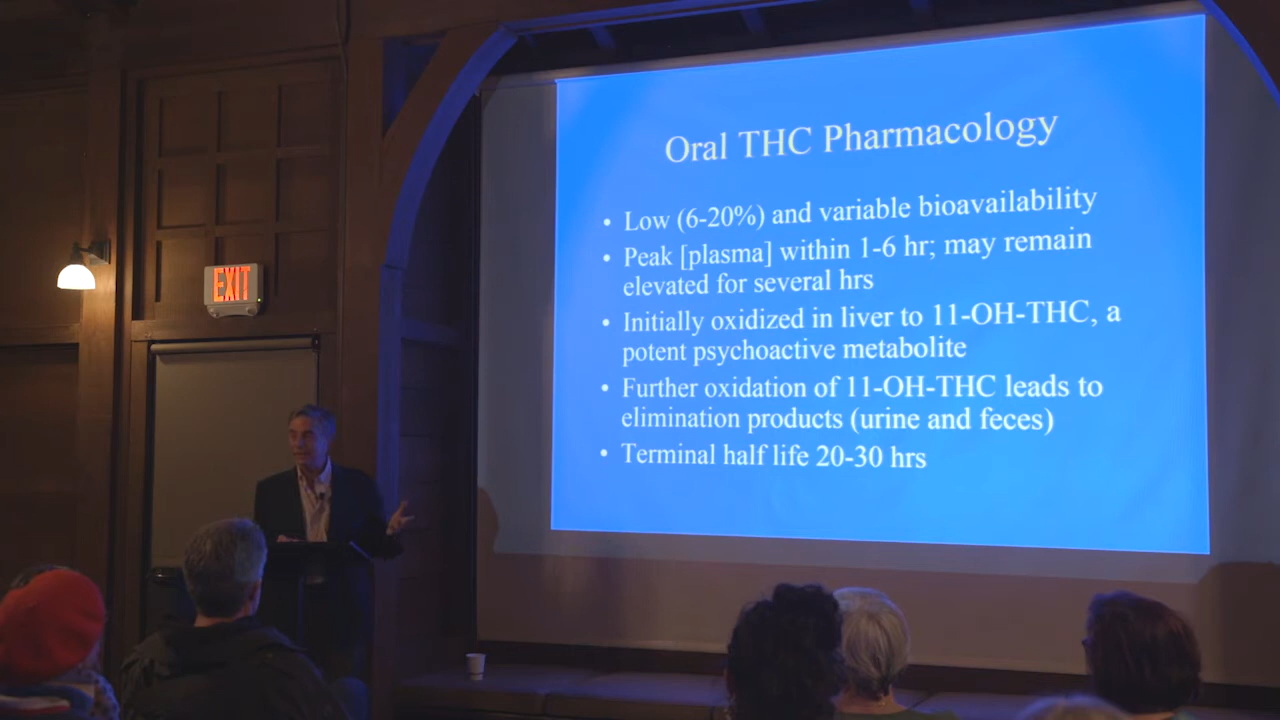 EXIT
Oral THC Pharmacology
• Low (6-20%) and variable bioavailability
• Peak [plasma] within 1-6 hr; may remain
elevated for several hrs
• Initially oxidized in liver to 11-OH-THC, a
potent psychoactive metabolite
• Further oxidation of 11-OH-THC leads to
elimination products (urine and feces)
• Terminal half life 20-30 hrs